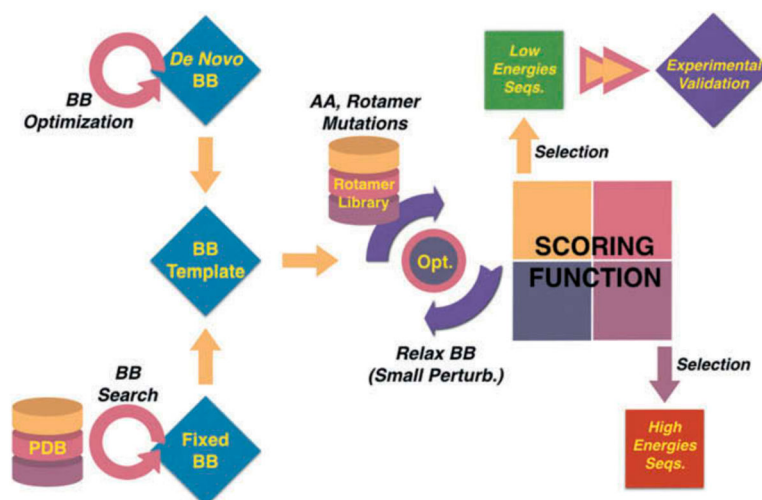 De Novo
BB
BB
Optimization
BB
Template
BB
Search
PDB
Fixed
BB
AA, Rotamer
Mutations
Rotamer
Library
Opt.
Relax BB
(Small Perturb.)
Low
Energies
Seqs.
Experimental
Validation
Selection
SCORING
FUNCTION
Selection
High
Energies
Seqs.